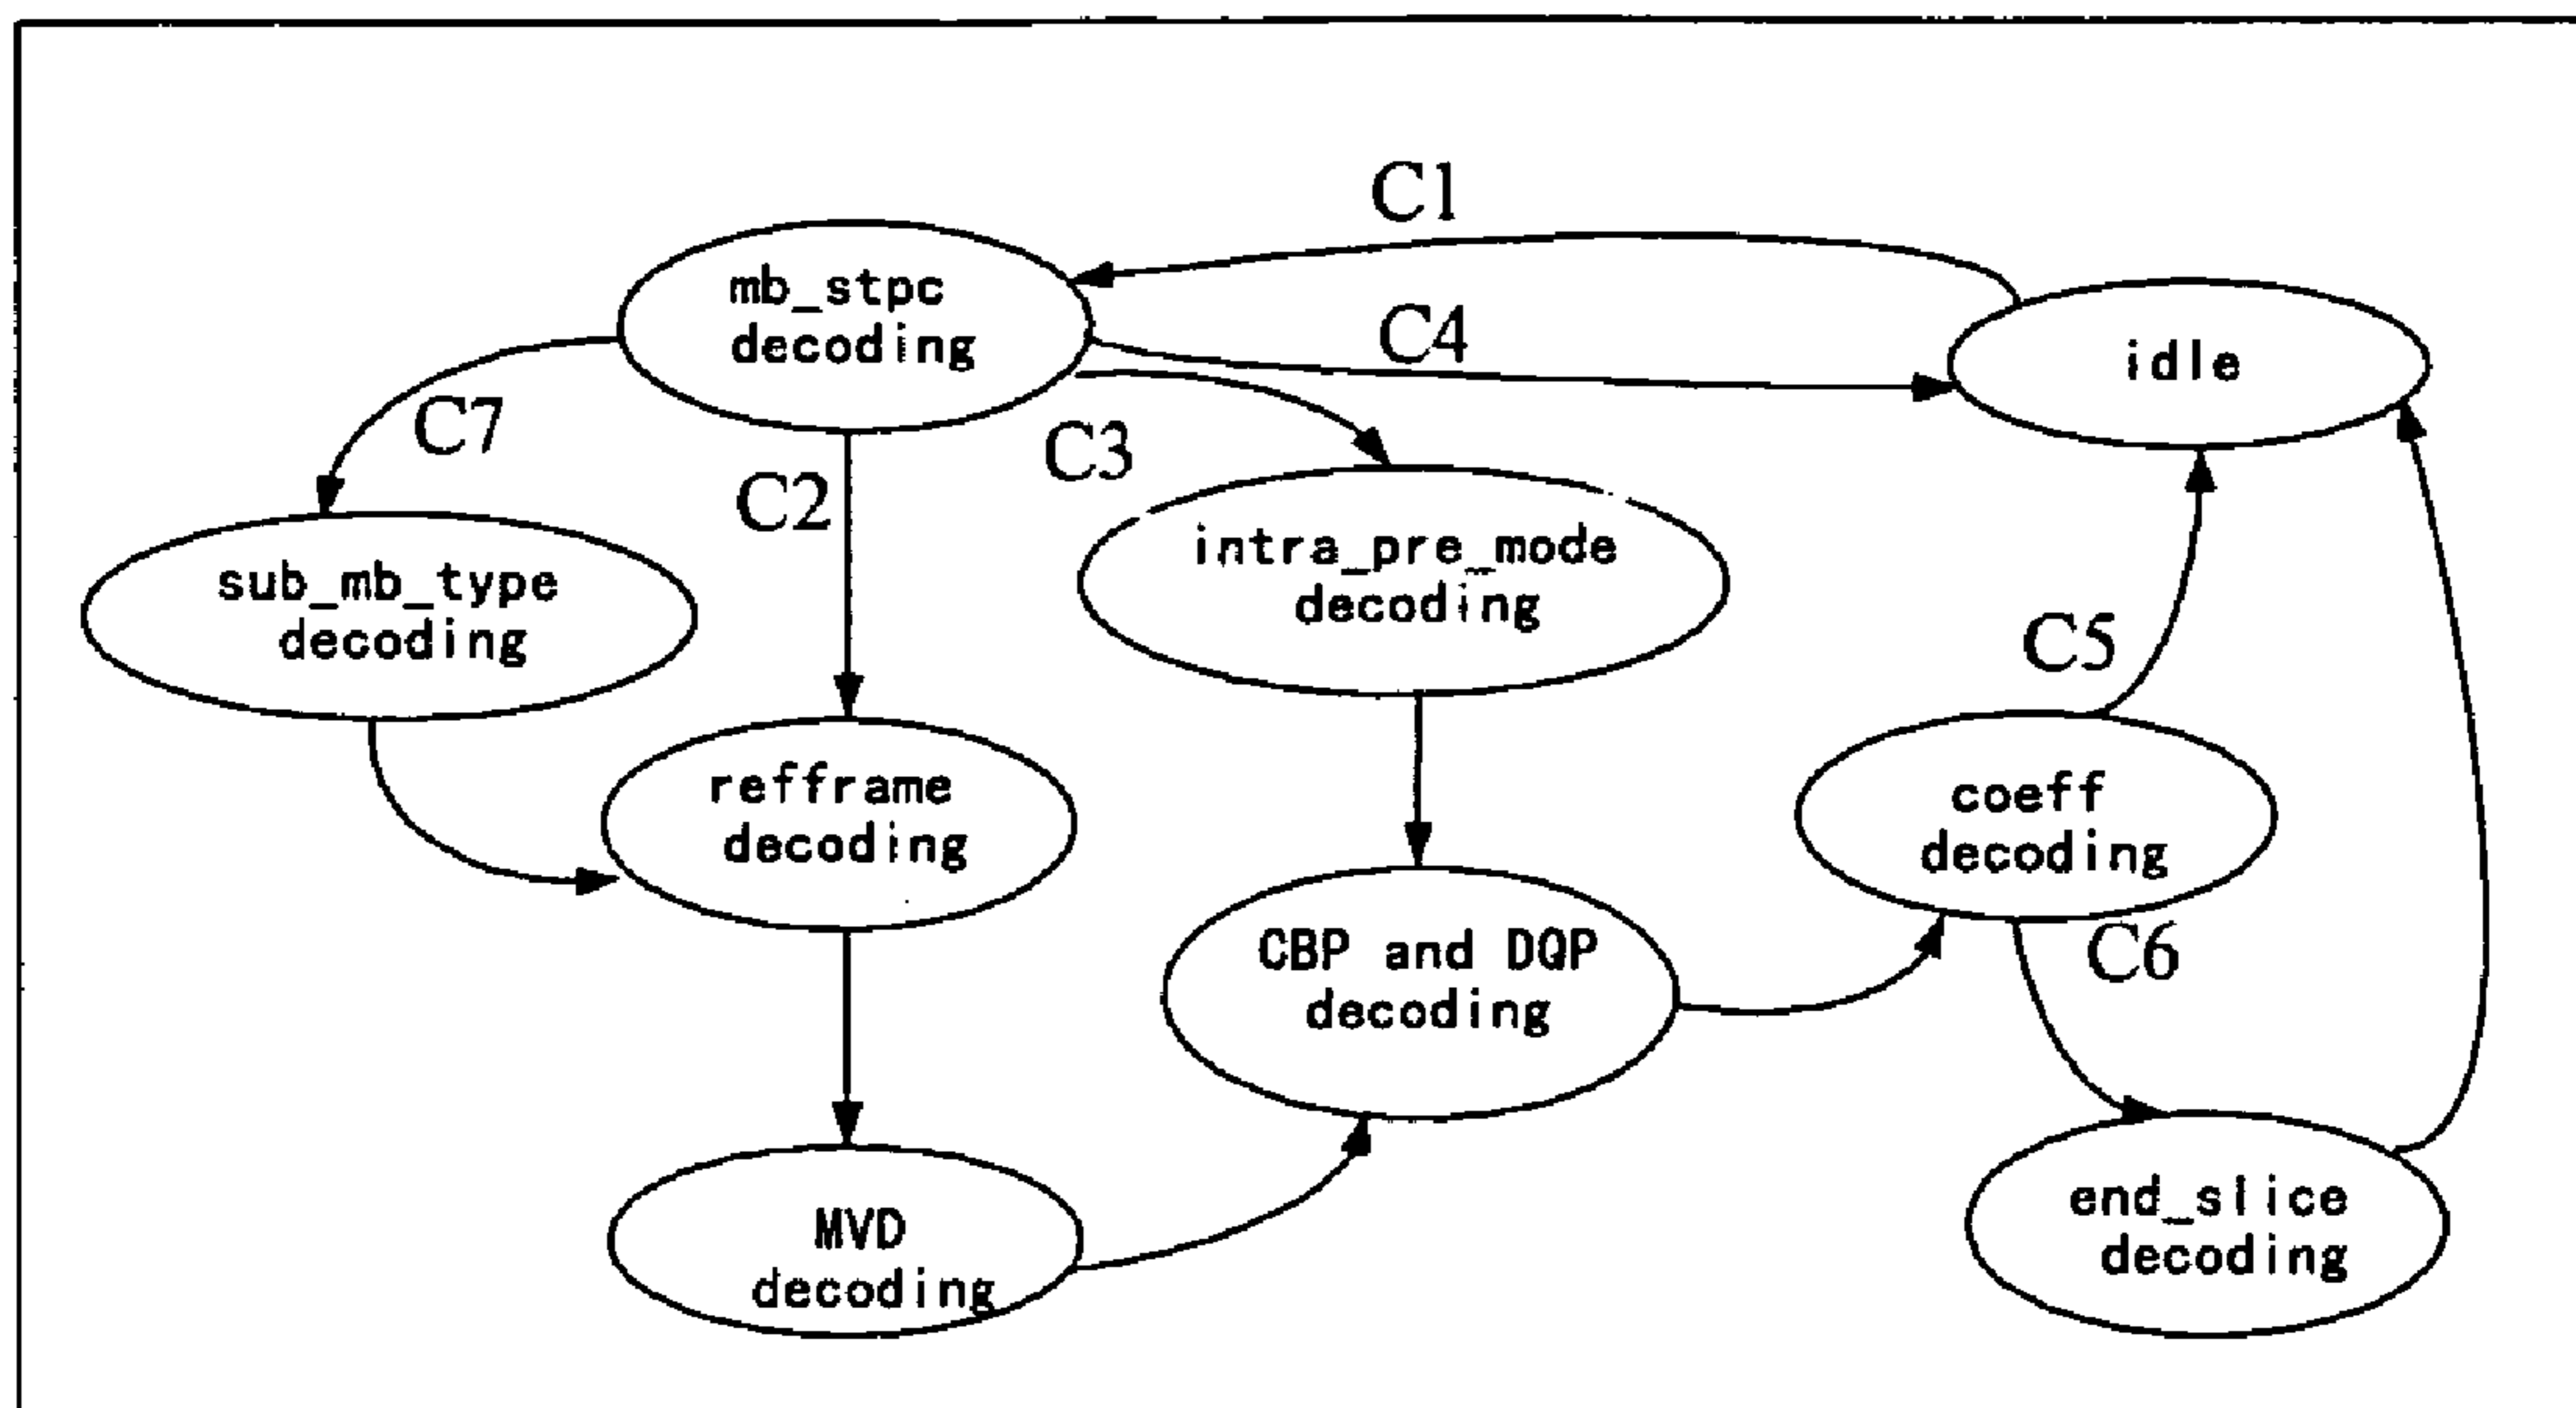 C1
mb_stpc
decoding
C4
idle
C7
C3
C2
intra_pre_mode
decoding
sub_mb_type
decoding
C5
refframe
decoding
coeff
decoding
CBP and DQP
decoding
C6
end_slice
decoding
MVD
decoding